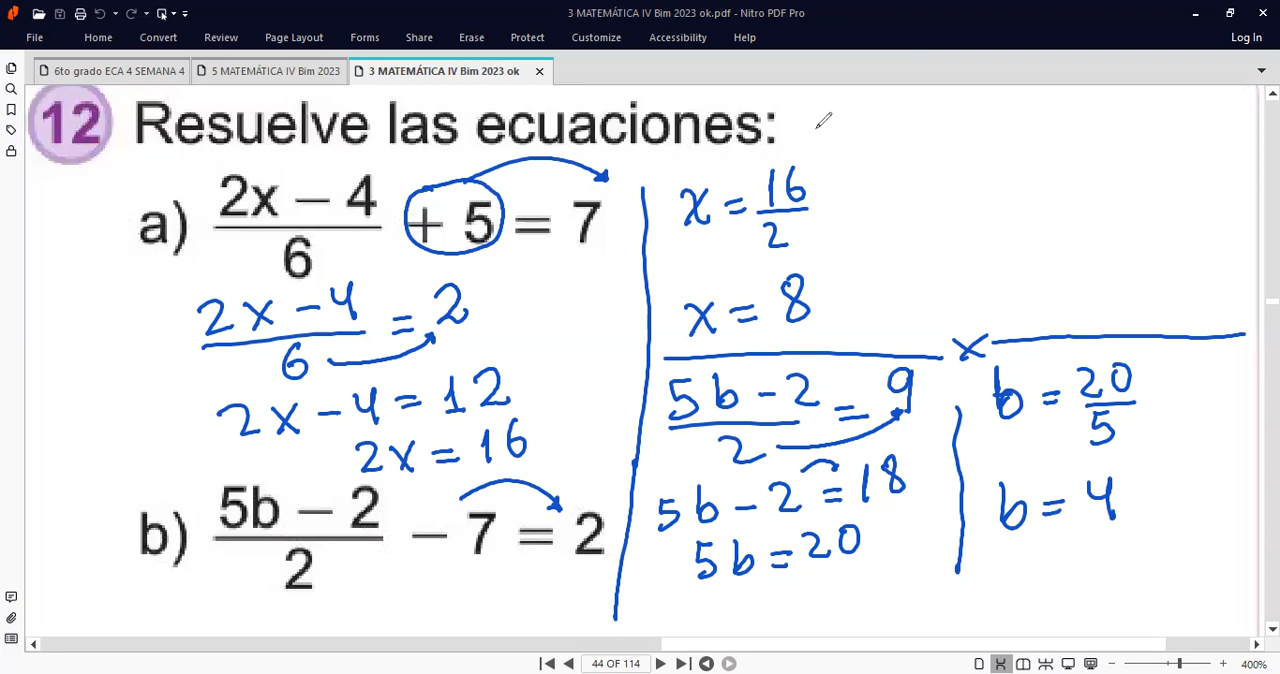 3 MATEMÁTICA IV Bim 2023 ok.pdf - Nitro PDF Pro
File Home Convert Review Page Layout Forms Share Erase Protect Customize Accessibility Help Log In
6to grado ECA 4 SEMANA 4 5 MATEMÁTICA IV Bim 2023 3 MATEMÁTICA IV Bim 2023 ok
12 Resuelve las ecuaciones:
a) (2x − 4)/6 + 5 = 7
(2x − 4)/6 = 2
2x − 4 = 12
2x = 16
x = 16/2
x = 8
b) (5b − 2)/2 − 7 = 2
(5b − 2)/2 = 9
5b − 2 = 18
5b = 20
b = 20/5
b = 4
44 OF 114
400%